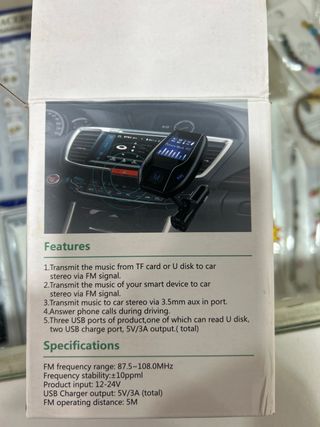 Features
1.Transmit the music from TF card or U disk to car
stereo via FM signal.
2.Transmit the music of your smart device to car
stereo via FM signal.
3.Transmit music to car stereo via 3.5mm aux in port.
4.Answer phone calls during driving.
5.Three USB ports of product,one of which can read U disk,
two USB charge port, 5V/3A output.( total)
Specifications
FM frequency range: 87.5~108.0MHz
Frequency stability:±10ppml
Product input: 12-24V
USB Charger output: 5V/3A (total)
FM operating distance: 5M